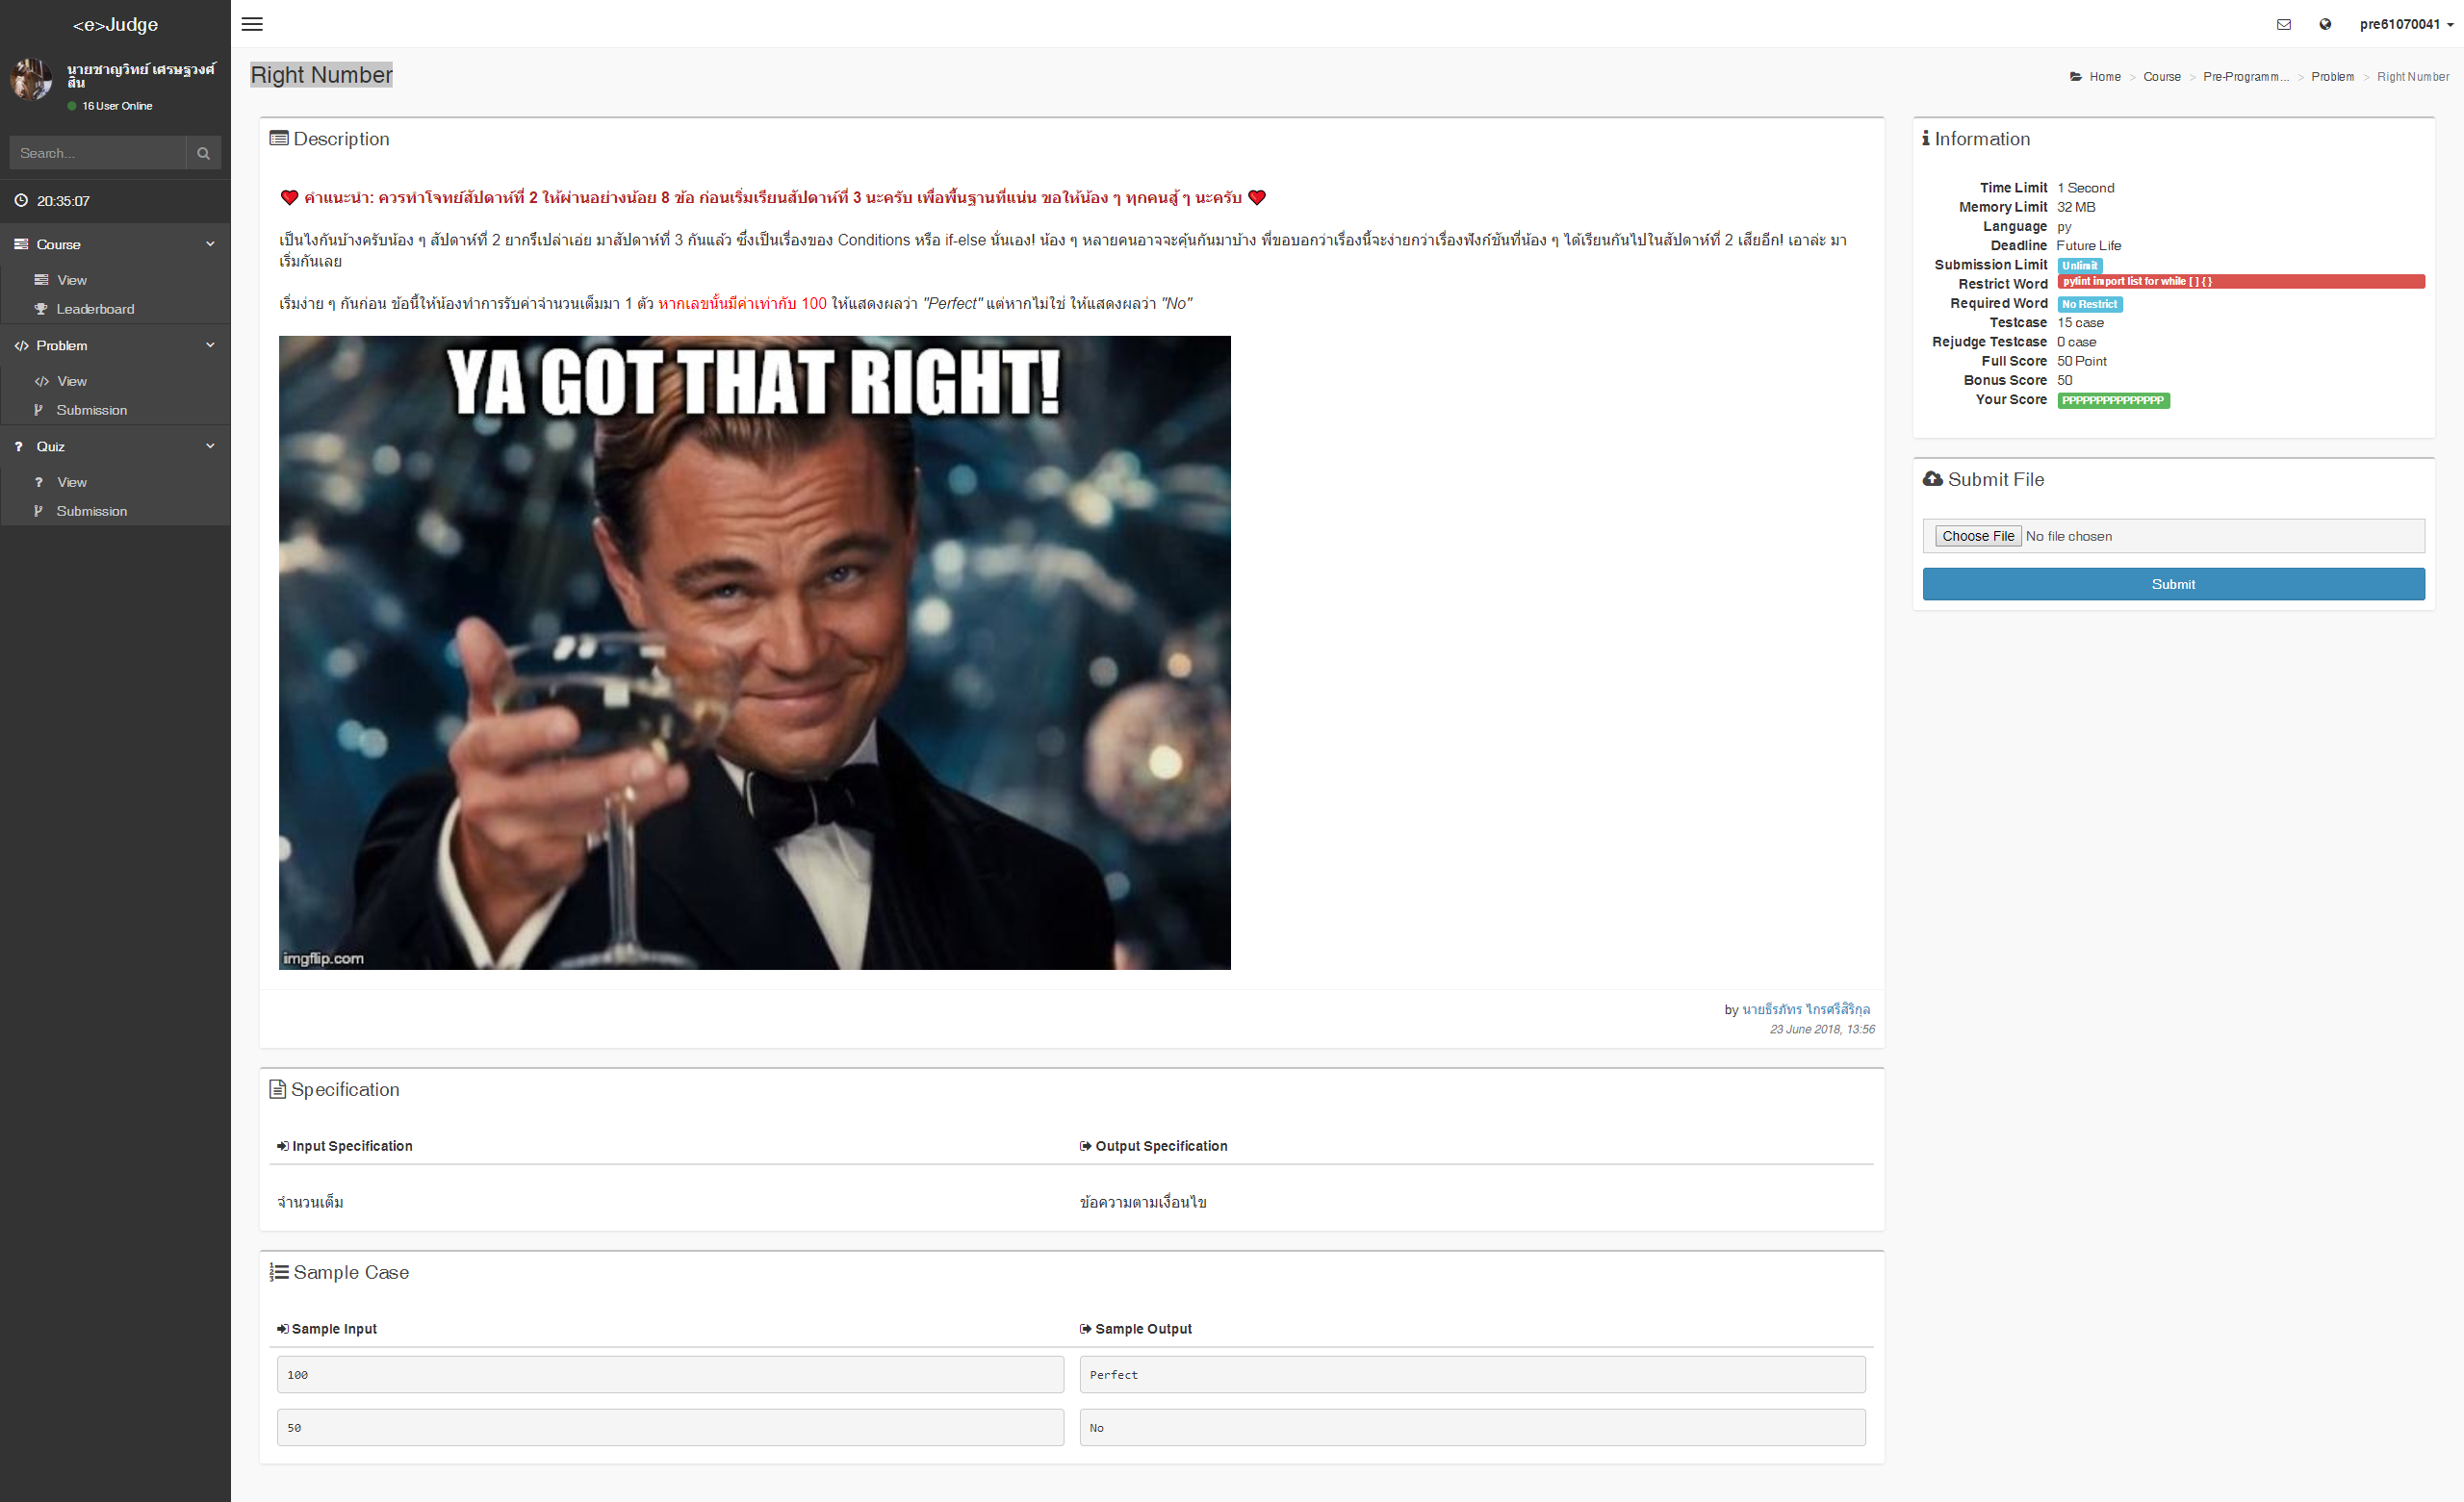 <e>Judge
pre61070041
นายชาญวิทย์ เศรษฐวงศ์
สิน
16 User Online
Search...
20:35:07
Course
View
Leaderboard
Problem
View
Submission
Quiz
View
Submission
Right Number
Home > Course > Pre-Programm... > Problem > Right Number
Description
คำแนะนำ: ควรทำโจทย์สัปดาห์ที่ 2 ให้ผ่านอย่างน้อย 8 ข้อ ก่อนเริ่มเรียนสัปดาห์ที่ 3 นะครับ เพื่อพื้นฐานที่แน่น ขอให้น้อง ๆ ทุกคนสู้ ๆ นะครับ
เป็นไงกันบ้างครับน้อง ๆ สัปดาห์ที่ 2 ยากรึเปล่าเอ่ย มาสัปดาห์ที่ 3 กันแล้ว ซึ่งเป็นเรื่องของ Conditions หรือ if-else นั่นเอง! น้อง ๆ หลายคนอาจจะคุ้นกันมาบ้าง พี่ขอบอกว่าเรื่องนี้จะง่ายกว่าเรื่องฟังก์ชันที่น้อง ๆ ได้เรียนกันไปในสัปดาห์ที่ 2 เสียอีก! เอาล่ะ มา
เริ่มกันเลย
เริ่มง่าย ๆ กันก่อน ข้อนี้ให้น้องทำการรับค่าจำนวนเต็มมา 1 ตัว หากเลขนั้นมีค่าเท่ากับ 100 ให้แสดงผลว่า "Perfect" แต่หากไม่ใช่ ให้แสดงผลว่า "No"
YA GOT THAT RIGHT!
imgflip.com
by นายธีรภัทร ไกรศรีสิริกุล
23 June 2018, 13:56
Specification
Input Specification
Output Specification
จำนวนเต็ม
ข้อความตามเงื่อนไข
Sample Case
Sample Input
Sample Output
100
Perfect
50
No
Information
Time Limit 1 Second
Memory Limit 32 MB
Language py
Deadline Future Life
Submission Limit Unlimit
Restrict Word pylint import list for while [ ] { }
Required Word No Restrict
Testcase 15 case
Rejudge Testcase 0 case
Full Score 50 Point
Bonus Score 50
Your Score PPPPPPPPPPPPPPP
Submit File
Choose File No file chosen
Submit